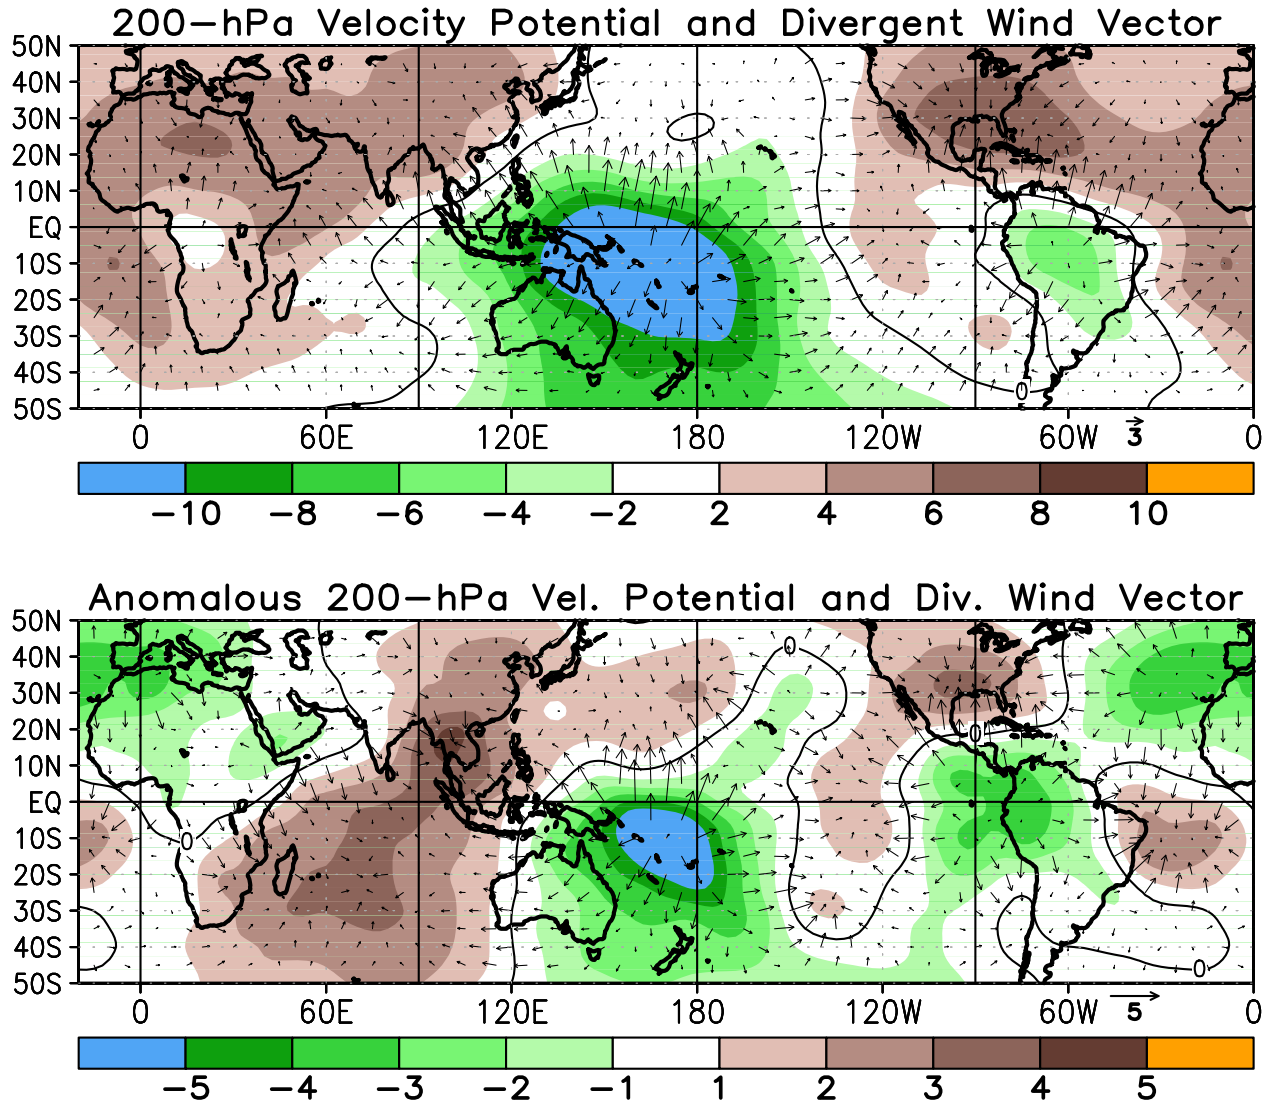 200-hPa Velocity Potential and Divergent Wind Vector
50N
40N
30N
20N
10N
EQ
10S
20S
30S
40S
50S
0
0
0 60E 120E 180 120W 60W 0
3
-10 -8 -6 -4 -2 2 4 6 8 10
Anomalous 200-hPa Vel. Potential and Div. Wind Vector
50N
0
40N
30N
20N
0
10N
EQ
0
10S
20S
30S
40S
0
50S
0 60E 120E 180 120W 60W 0
5
-5 -4 -3 -2 -1 1 2 3 4 5